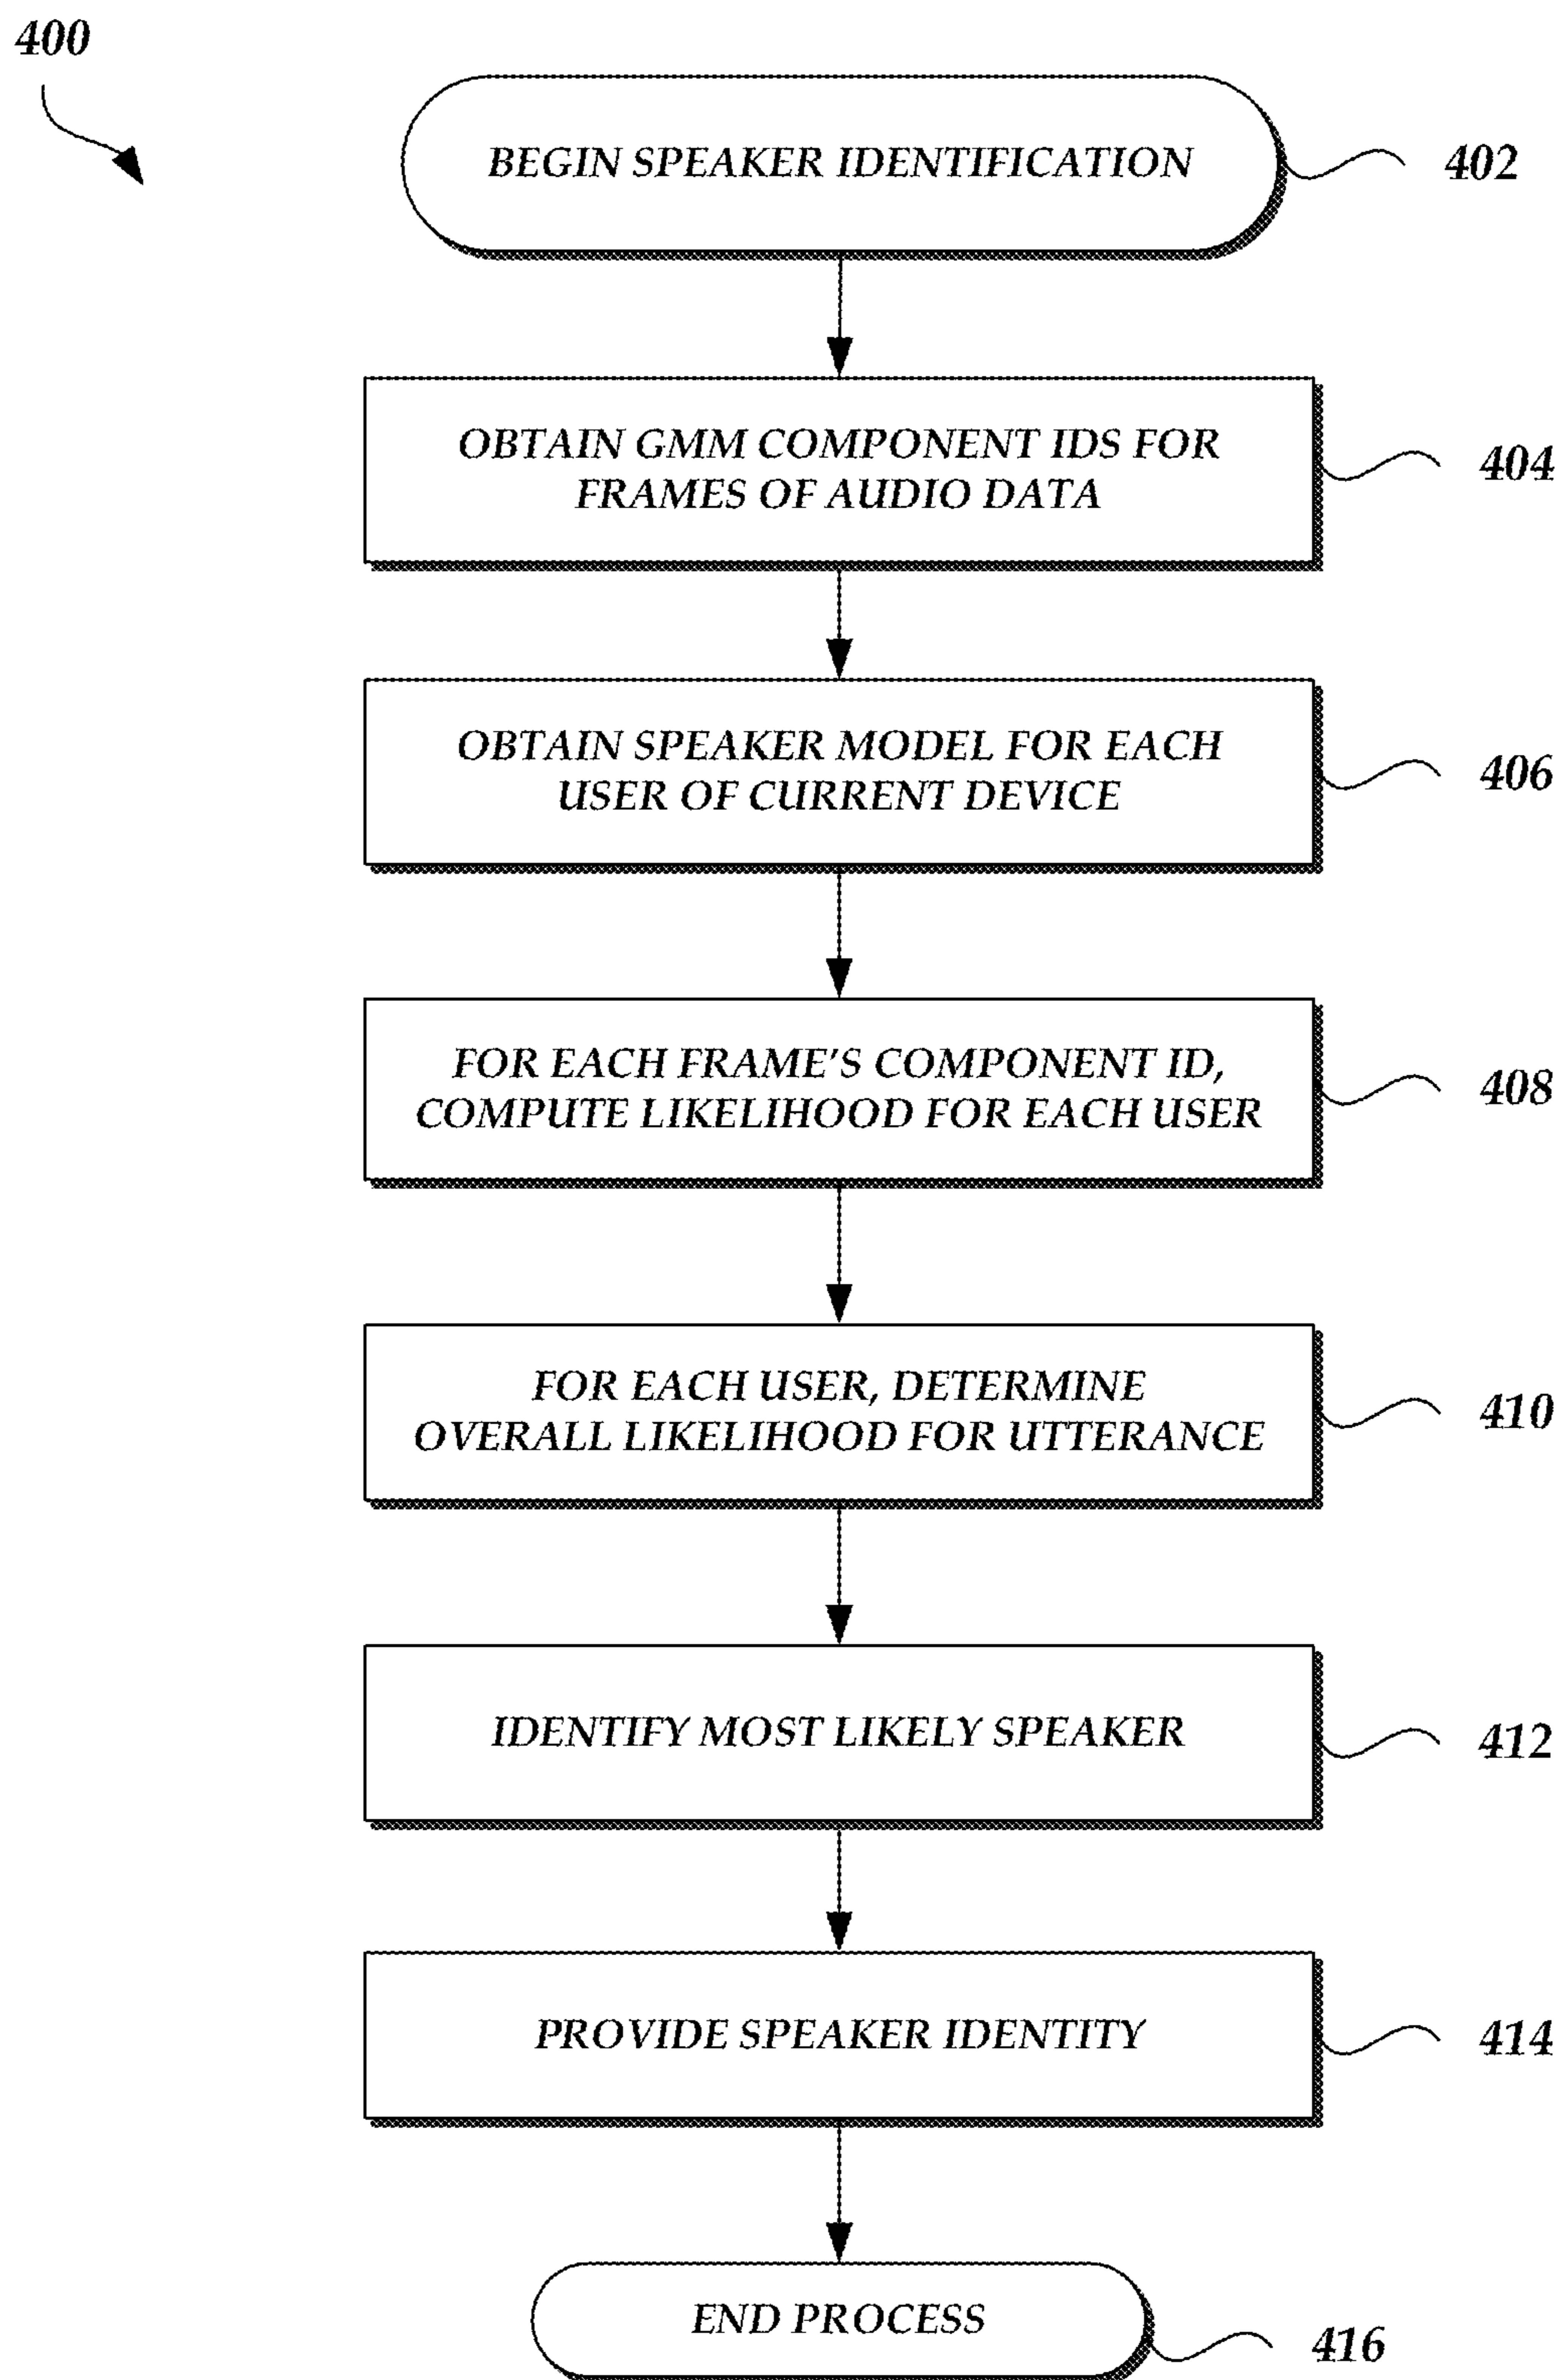 400
BEGIN SPEAKER IDENTIFICATION
402
OBTAIN GMM COMPONENT IDS FOR
FRAMES OF AUDIO DATA
404
OBTAIN SPEAKER MODEL FOR EACH
USER OF CURRENT DEVICE
406
FOR EACH FRAME'S COMPONENT ID,
COMPUTE LIKELIHOOD FOR EACH USER
408
FOR EACH USER, DETERMINE
OVERALL LIKELIHOOD FOR UTTERANCE
410
IDENTIFY MOST LIKELY SPEAKER
412
PROVIDE SPEAKER IDENTITY
414
END PROCESS
416